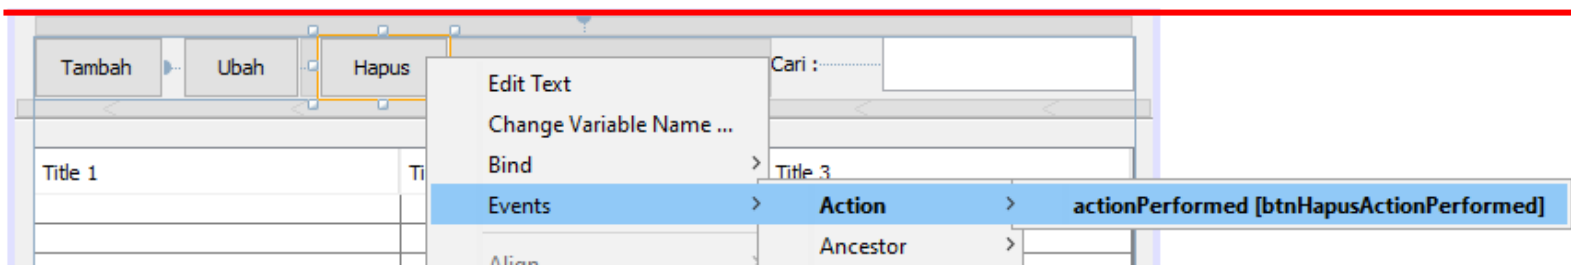 Tambah Ubah Hapus Cari :
Edit Text
Change Variable Name ...
Bind
Title 1 Ti Title 3
Events Action actionPerformed [btnHapusActionPerformed]
Ancestor
Align